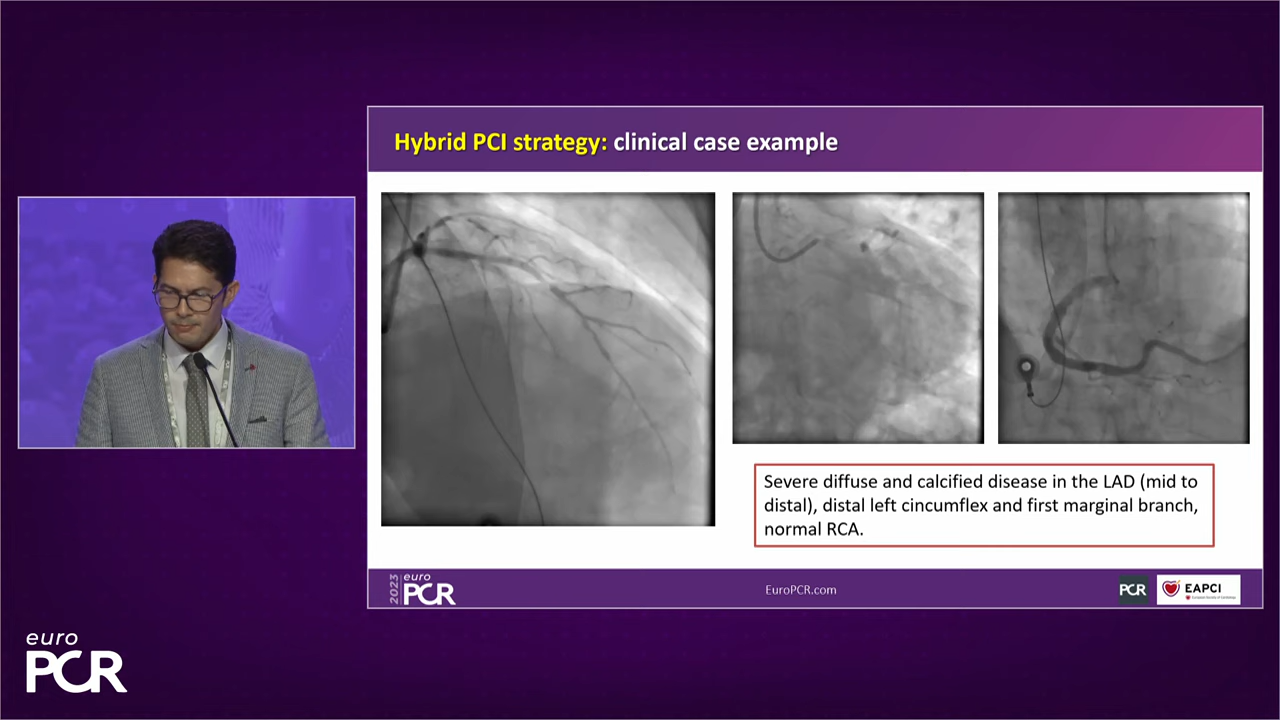 Hybrid PCI strategy: clinical case example
Severe diffuse and calcified disease in the LAD (mid to
distal), distal left cincumflex and first marginal branch,
normal RCA.
2023 euro
PCR
EuroPCR.com
PCR
EAPCI
euro
PCR